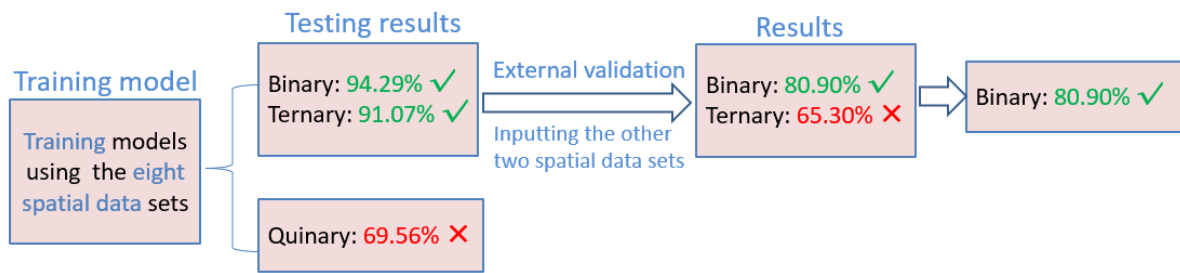 Training model
Training models
using the eight
spatial data sets
Testing results
Binary: 94.29% ✓
Ternary: 91.07% ✓
Quinary: 69.56% ✕
External validation
Inputting the other
two spatial data sets
Results
Binary: 80.90% ✓
Ternary: 65.30% ✕
Binary: 80.90% ✓